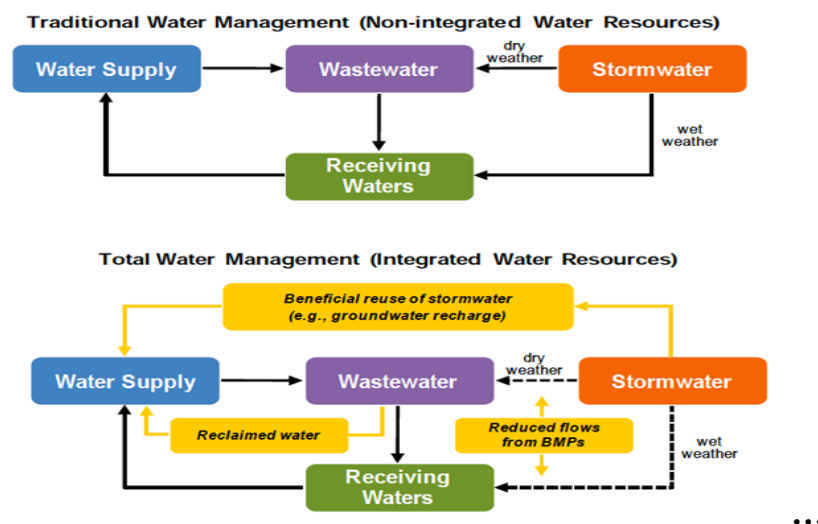 Traditional Water Management (Non-integrated Water Resources)
Water Supply
Wastewater
dry
weather
Stormwater
wet
weather
Receiving
Waters
Total Water Management (Integrated Water Resources)
Beneficial reuse of stormwater
(e.g., groundwater recharge)
Water Supply
Wastewater
dry
weather
Stormwater
Reclaimed water
Reduced flows
from BMPs
wet
weather
Receiving
Waters
...